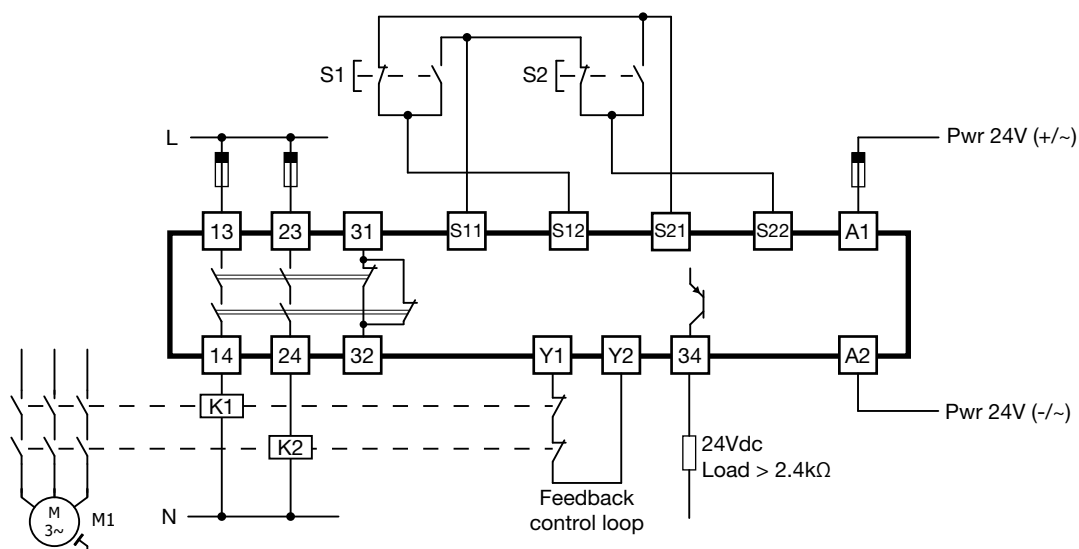 S1
S2
L
Pwr 24V (+/~)
13
23
31
S11
S12
S21
S22
A1
14
24
32
Y1
Y2
34
A2
K1
Pwr 24V (-/~)
K2
24Vdc
Load > 2.4kΩ
Feedback
control loop
N
M
3~
M1